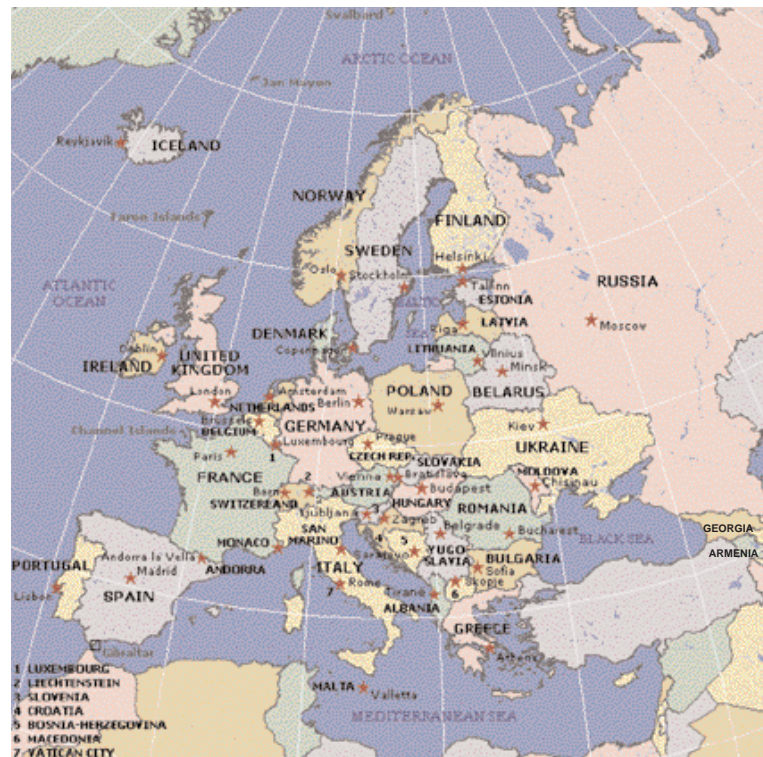 Svalbard
ARCTIC OCEAN
Jan Mayen
Reykjavik
ICELAND
NORWAY
Faroe Islands
FINLAND
SWEDEN
Helsinki
Oslo
Stockholm
Tallinn
RUSSIA
ATLANTIC
OCEAN
ESTONIA
BALTIC
SEA
Riga
LATVIA
Moscow
DENMARK
Copenhagen
LITHUANIA
Vilnius
Dublin
UNITED
KINGDOM
IRELAND
Minsk
BELARUS
London
Amsterdam
Berlin
POLAND
NETHERLANDS
Warsaw
Brussels
BELGIUM
GERMANY
Channel Islands
Kiev
UKRAINE
Luxembourg
Prague
Paris
1
CZECH REP.
SLOVAKIA
FRANCE
MOLDOVA
Vienna
Bratislava
Chisinau
2
Bern
AUSTRIA
Budapest
SWITZERLAND
HUNGARY
ROMANIA
Ljubljana
3
Zagreb
Belgrade
Bucharest
SAN
MARINO
4
5
BLACK SEA
GEORGIA
MONACO
Sarajevo
YUGO
SLAVIA
BULGARIA
ARMENIA
PORTUGAL
Andorra la Vella
ANDORRA
ITALY
Sofia
Madrid
Rome
Skopje
Lisbon
SPAIN
7
Tirane
6
ALBANIA
GREECE
Gibraltar
Athens
MALTA
Valletta
MEDITERRANEAN SEA
1 LUXEMBOURG
2 LIECHTENSTEIN
3 SLOVENIA
4 CROATIA
5 BOSNIA-HERZEGOVINA
6 MACEDONIA
7 VATICAN CITY